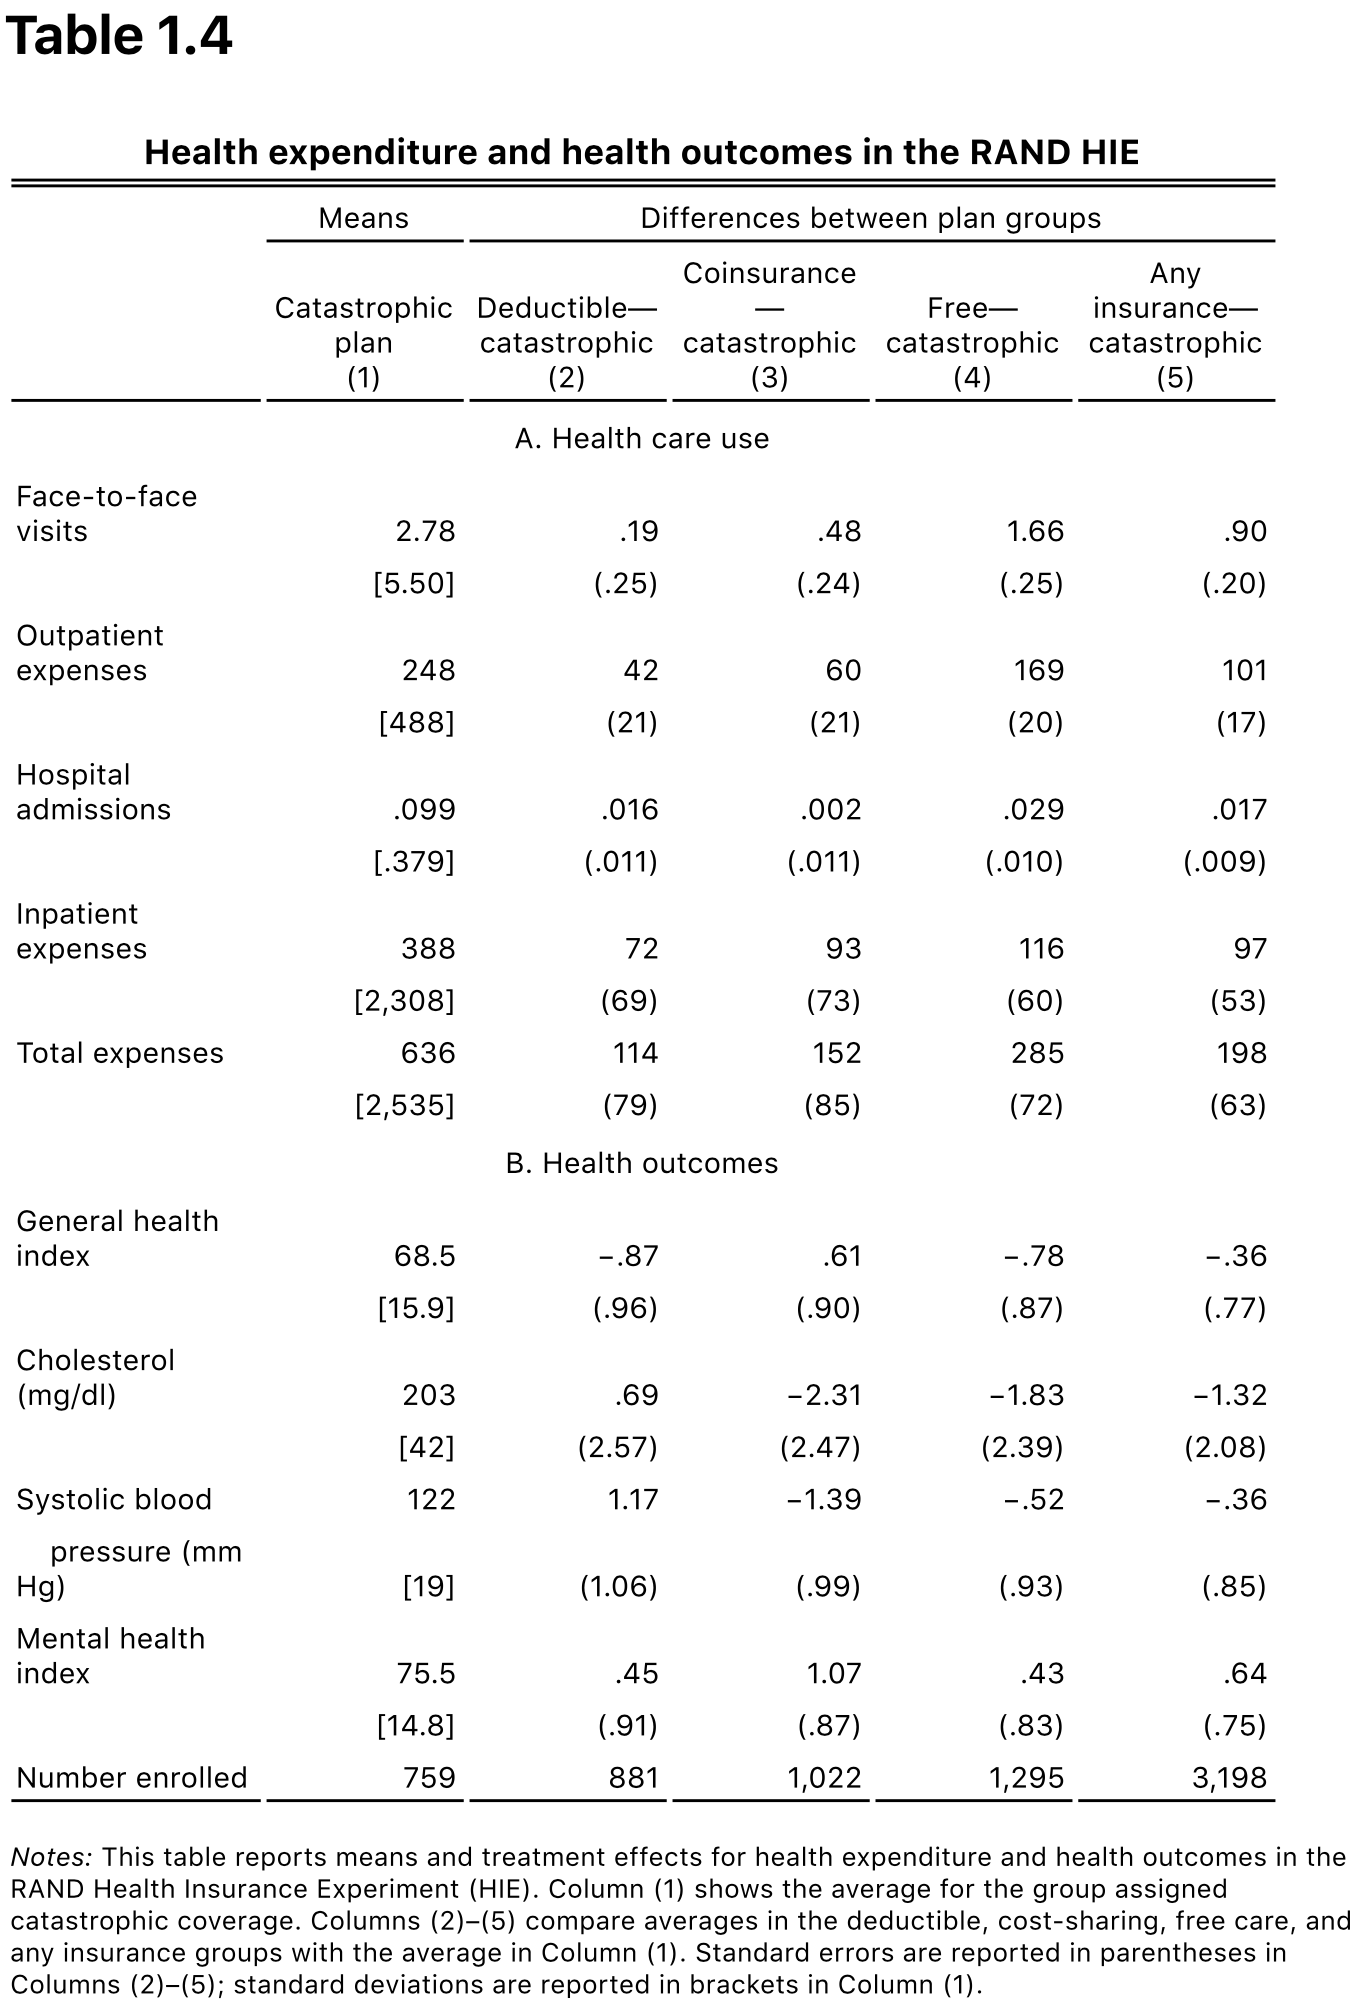 Table 1.4
Health expenditure and health outcomes in the RAND HIE
Means Differences between plan groups
Catastrophic plan (1) Deductible—catastrophic (2) Coinsurance—catastrophic (3) Free—catastrophic (4) Any insurance—catastrophic (5)
A. Health care use
Face-to-face
visits 2.78 .19 .48 1.66 .90
[5.50] (.25) (.24) (.25) (.20)
Outpatient
expenses 248 42 60 169 101
[488] (21) (21) (20) (17)
Hospital
admissions .099 .016 .002 .029 .017
[.379] (.011) (.011) (.010) (.009)
Inpatient
expenses 388 72 93 116 97
[2,308] (69) (73) (60) (53)
Total expenses 636 114 152 285 198
[2,535] (79) (85) (72) (63)
B. Health outcomes
General health
index 68.5 −.87 .61 −.78 −.36
[15.9] (.96) (.90) (.87) (.77)
Cholesterol
(mg/dl) 203 .69 −2.31 −1.83 −1.32
[42] (2.57) (2.47) (2.39) (2.08)
Systolic blood 122 1.17 −1.39 −.52 −.36
pressure (mm
Hg) [19] (1.06) (.99) (.93) (.85)
Mental health
index 75.5 .45 1.07 .43 .64
[14.8] (.91) (.87) (.83) (.75)
Number enrolled 759 881 1,022 1,295 3,198
Notes: This table reports means and treatment effects for health expenditure and health outcomes in the
RAND Health Insurance Experiment (HIE). Column (1) shows the average for the group assigned
catastrophic coverage. Columns (2)–(5) compare averages in the deductible, cost-sharing, free care, and
any insurance groups with the average in Column (1). Standard errors are reported in parentheses in
Columns (2)–(5); standard deviations are reported in brackets in Column (1).